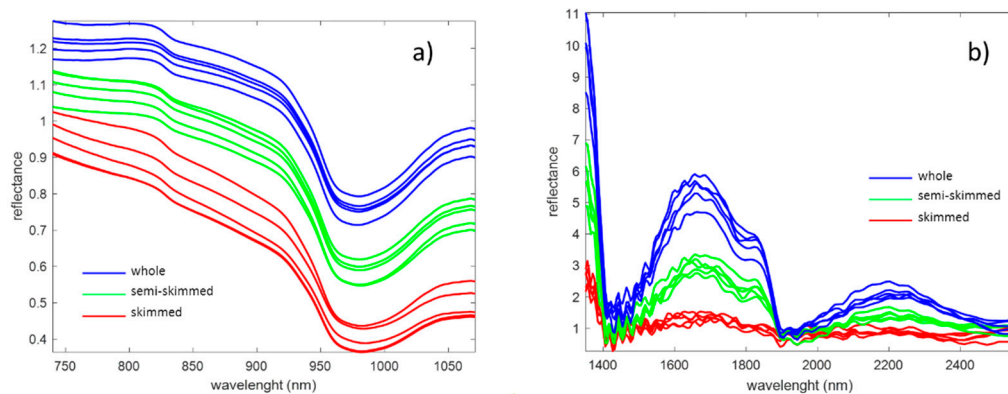 a)
1.2
1.1
1
0.9
0.8
0.7
0.6
0.5
0.4
reflectance
whole
semi-skimmed
skimmed
750 800 850 900 950 1000 1050
wavelenght (nm)
b)
11
10
9
8
7
6
5
4
3
2
1
reflectance
whole
semi-skimmed
skimmed
1400 1600 1800 2000 2200 2400
wavelenght (nm)